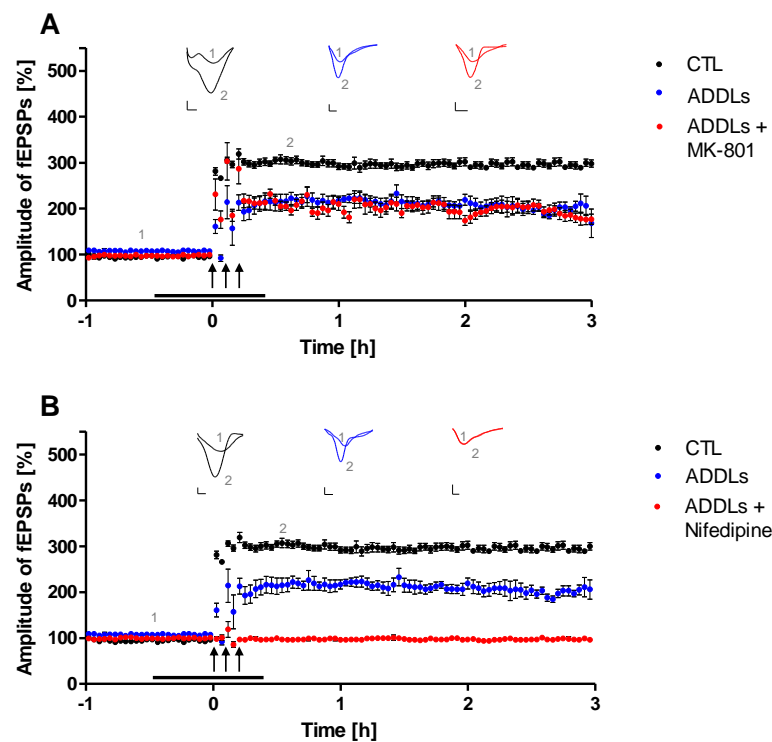 A
Amplitude of fEPSPs [%]
500
400
300
200
100
0
-1
0
1
2
3
Time [h]
1
2
1
2
1
2
1
2
CTL
ADDLs
ADDLs +
MK-801
B
Amplitude of fEPSPs [%]
500
400
300
200
100
0
-1
0
1
2
3
Time [h]
1
2
1
2
1
2
1
2
CTL
ADDLs
ADDLs +
Nifedipine